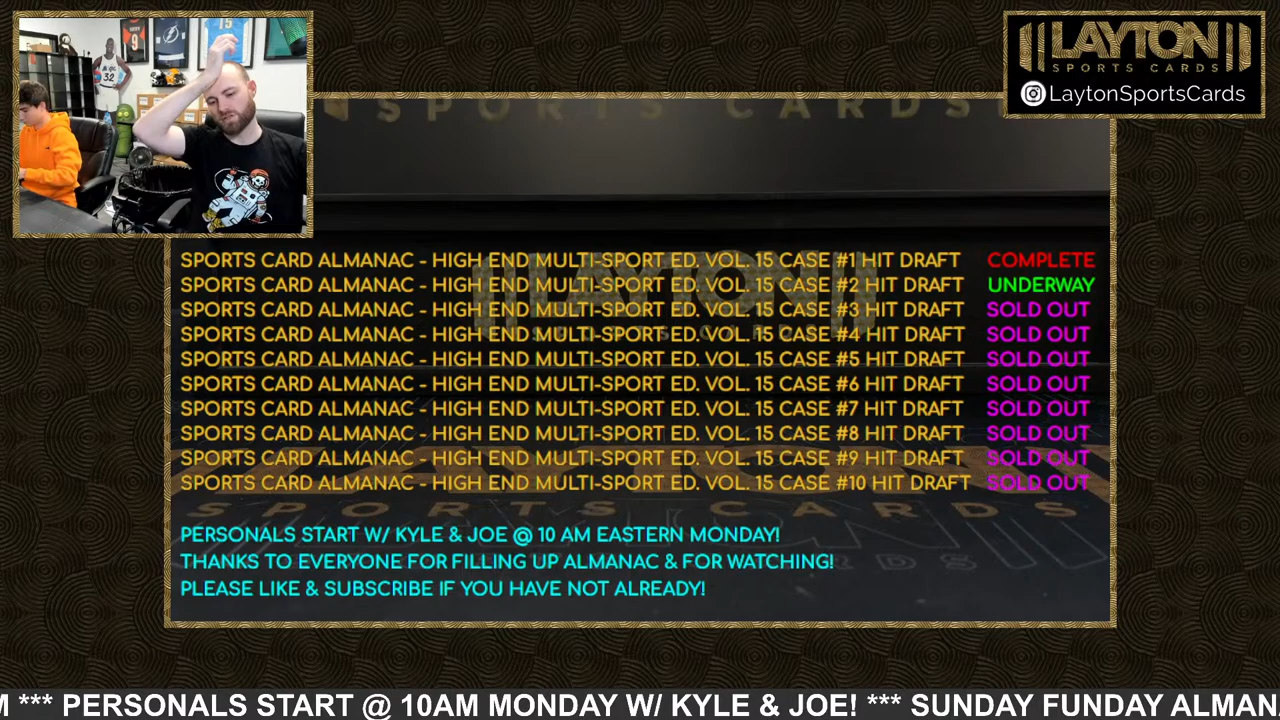 LAYTON
SPORTS CARDS
LaytonSportsCards
SPORTS CARDS
15
9
32
SPORTS CARD ALMANAC - HIGH END MULTI-SPORT ED. VOL. 15 CASE #1 HIT DRAFT COMPLETE
SPORTS CARD ALMANAC - HIGH END MULTI-SPORT ED. VOL. 15 CASE #2 HIT DRAFT UNDERWAY
SPORTS CARD ALMANAC - HIGH END MULTI-SPORT ED. VOL. 15 CASE #3 HIT DRAFT SOLD OUT
SPORTS CARD ALMANAC - HIGH END MULTI-SPORT ED. VOL. 15 CASE #4 HIT DRAFT SOLD OUT
SPORTS CARD ALMANAC - HIGH END MULTI-SPORT ED. VOL. 15 CASE #5 HIT DRAFT SOLD OUT
SPORTS CARD ALMANAC - HIGH END MULTI-SPORT ED. VOL. 15 CASE #6 HIT DRAFT SOLD OUT
SPORTS CARD ALMANAC - HIGH END MULTI-SPORT ED. VOL. 15 CASE #7 HIT DRAFT SOLD OUT
SPORTS CARD ALMANAC - HIGH END MULTI-SPORT ED. VOL. 15 CASE #8 HIT DRAFT SOLD OUT
SPORTS CARD ALMANAC - HIGH END MULTI-SPORT ED. VOL. 15 CASE #9 HIT DRAFT SOLD OUT
SPORTS CARD ALMANAC - HIGH END MULTI-SPORT ED. VOL. 15 CASE #10 HIT DRAFT SOLD OUT
PERSONALS START W/ KYLE & JOE @ 10 AM EASTERN MONDAY!
THANKS TO EVERYONE FOR FILLING UP ALMANAC & FOR WATCHING!
PLEASE LIKE & SUBSCRIBE IF YOU HAVE NOT ALREADY!
M *** PERSONALS START @ 10AM MONDAY W/ KYLE & JOE! *** SUNDAY FUNDAY ALMAN